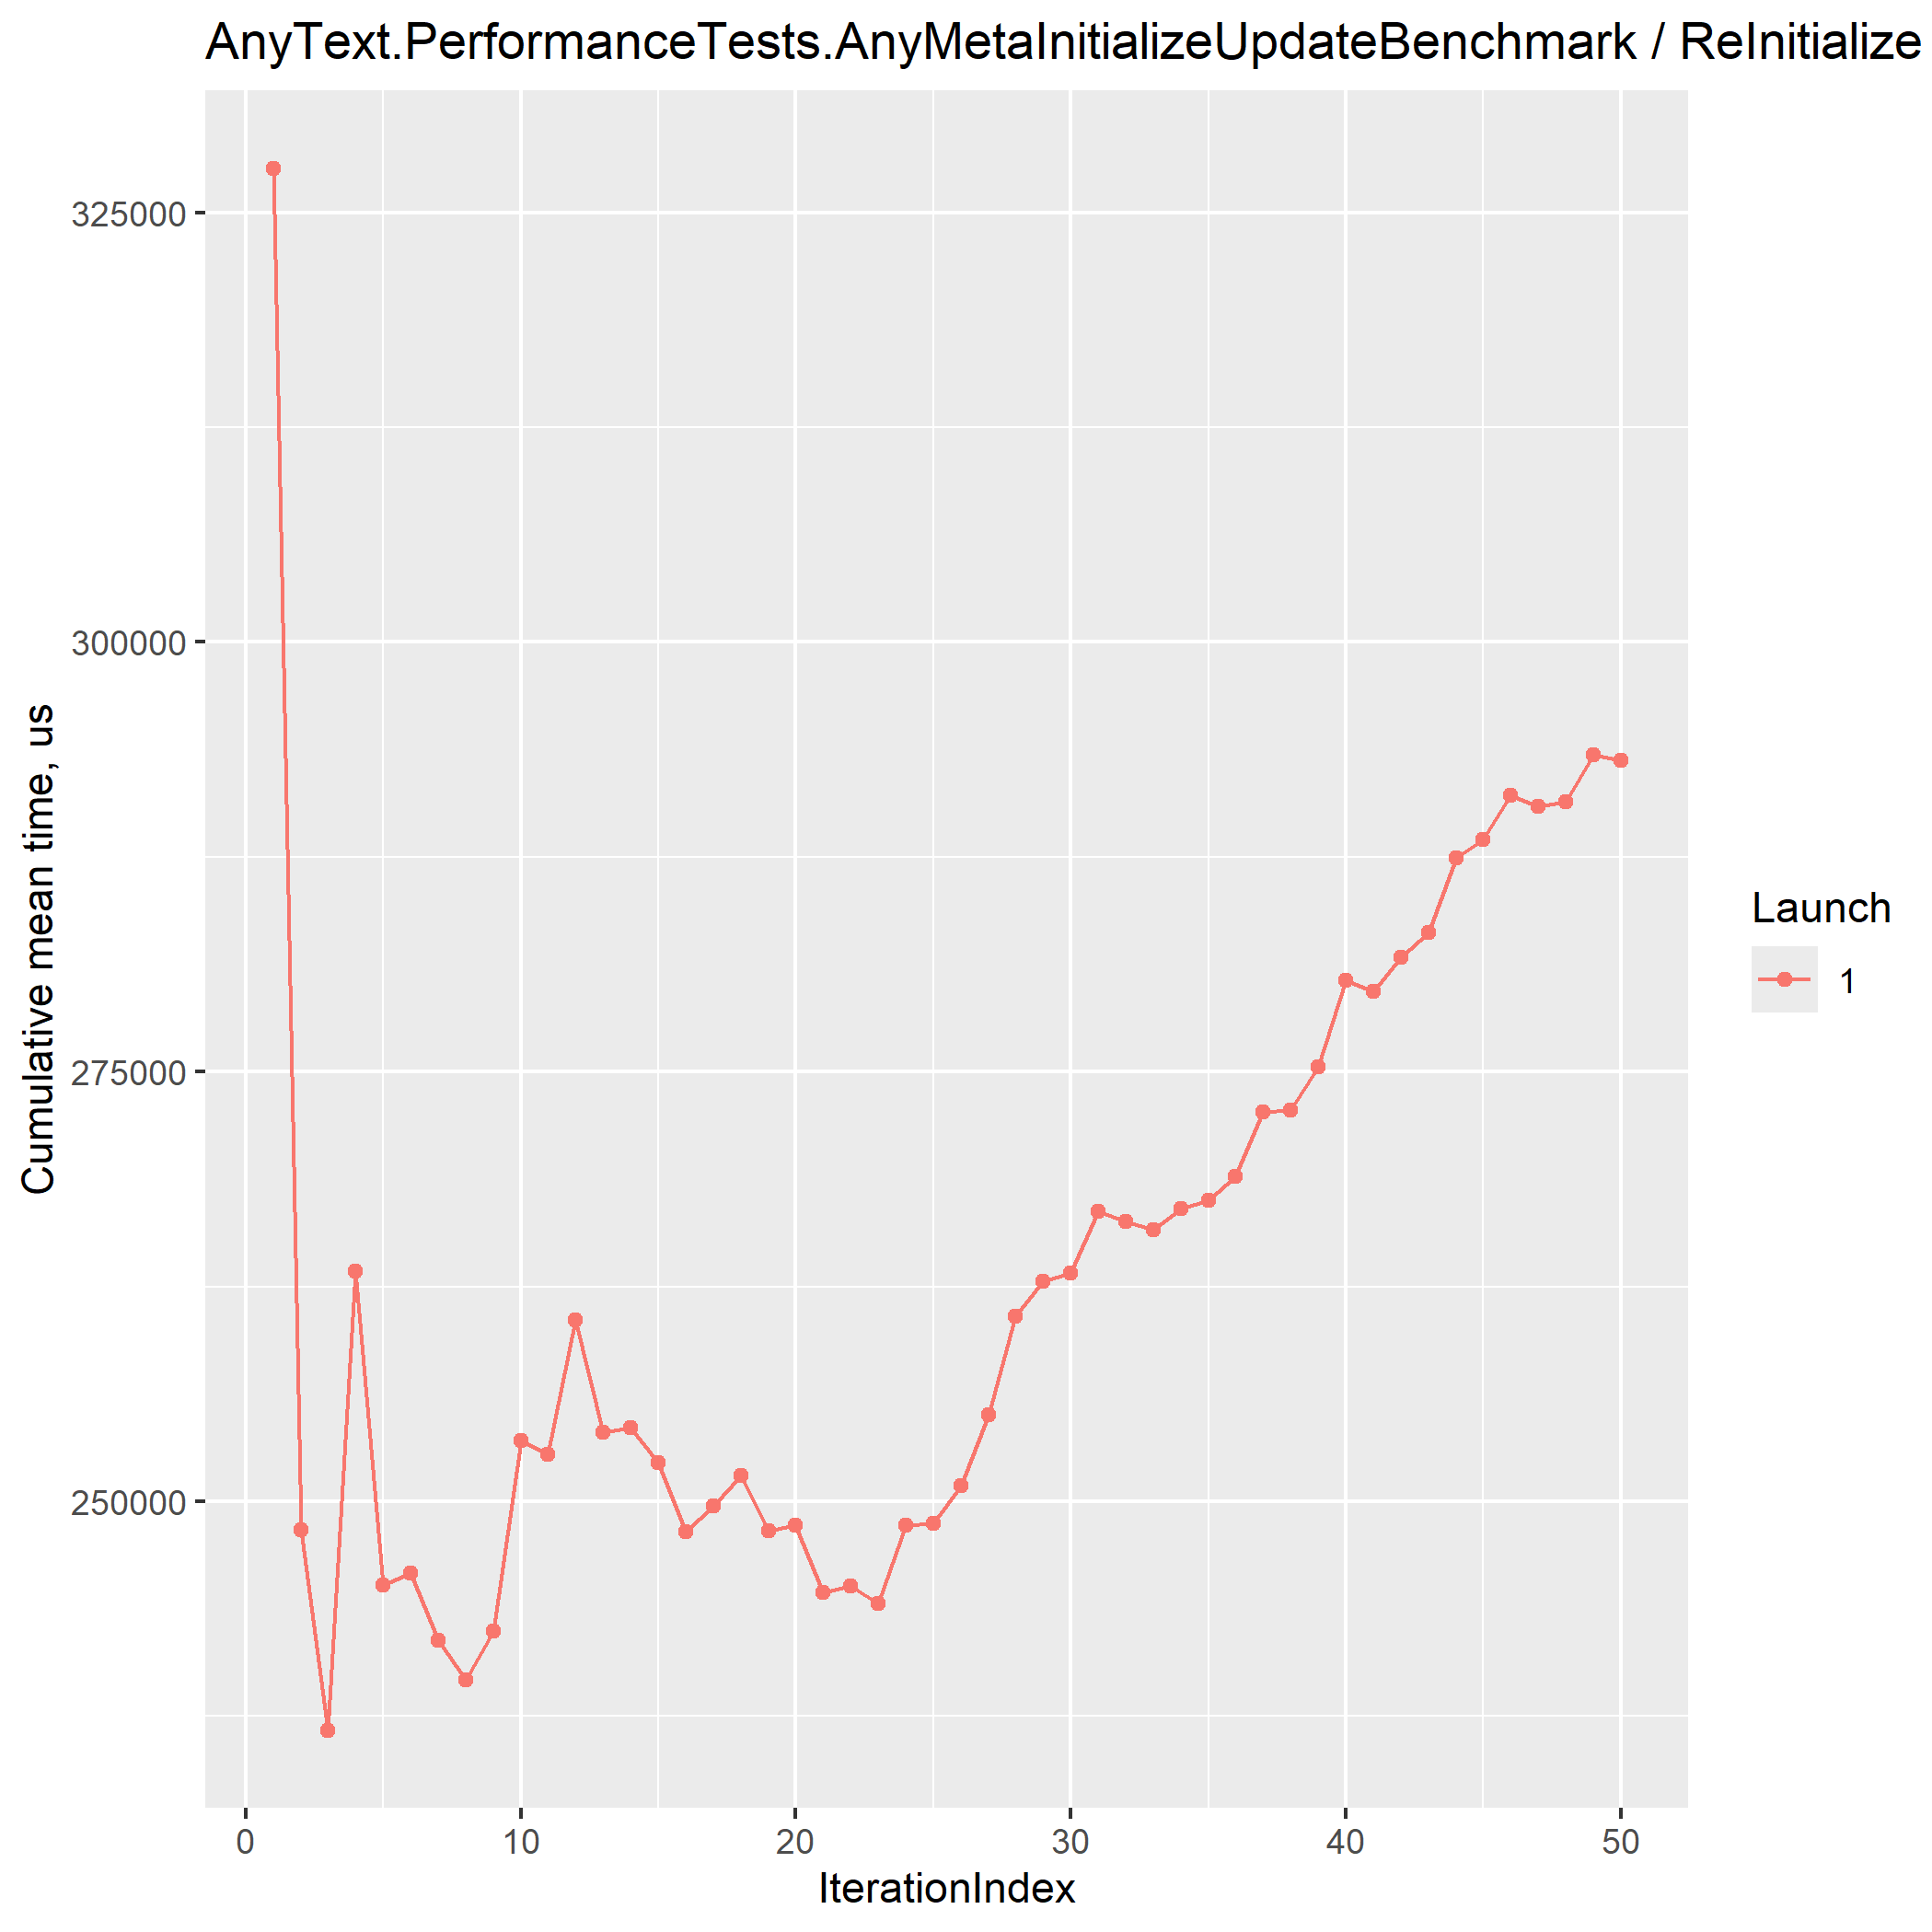 AnyText.PerformanceTests.AnyMetaInitializeUpdateBenchmark / ReInitialize
325000
300000
275000
250000
Cumulative mean time, us
0 10 20 30 40 50
IterationIndex
Launch
1